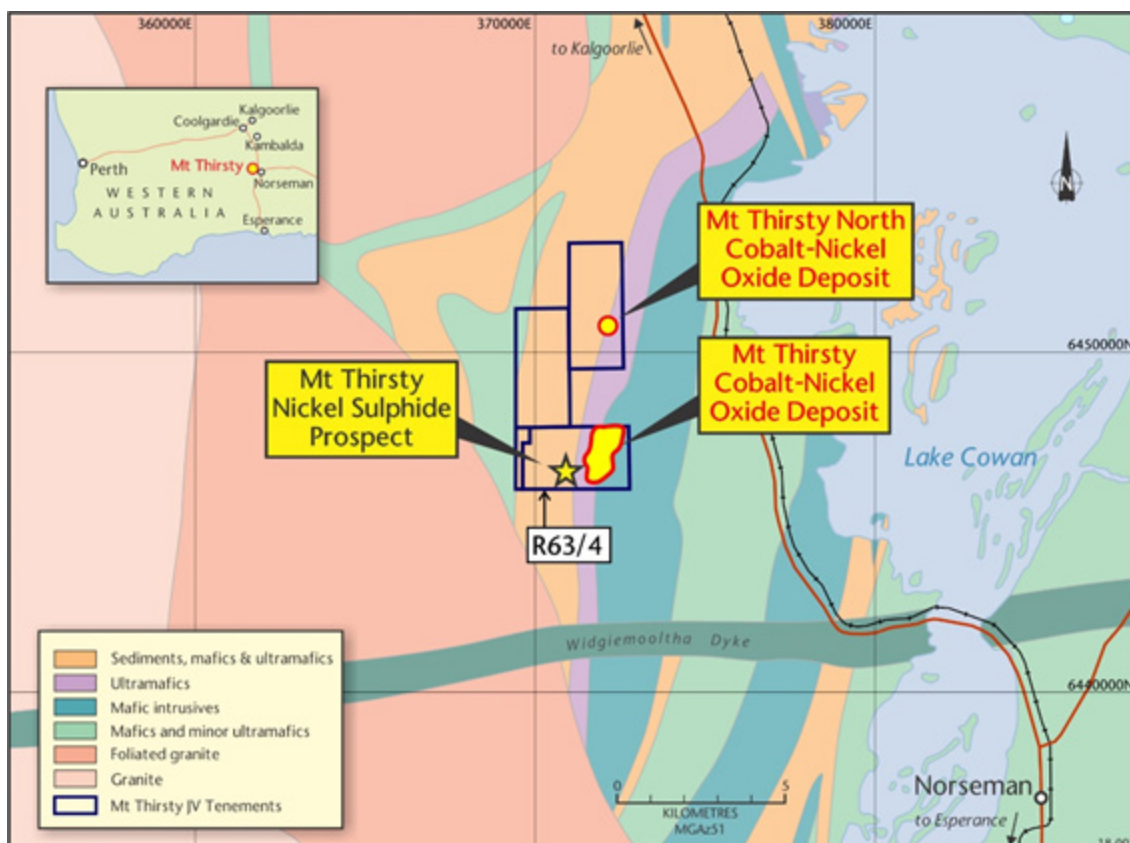 360000E
370000E
380000E
to Kalgoorlie
Kalgoorlie
Coolgardie
Kambalda
Perth
Mt Thirsty
Norseman
WESTERN
AUSTRALIA
Esperance
N
Mt Thirsty North
Cobalt-Nickel
Oxide Deposit
6450000N
Mt Thirsty
Cobalt-Nickel
Oxide Deposit
Mt Thirsty
Nickel Sulphide
Prospect
Lake Cowan
R63/4
Widgiemooltha Dyke
6440000N
Sediments, mafics & ultramafics
Ultramafics
Mafic intrusives
Mafics and minor ultramafics
Foliated granite
Granite
Mt Thirsty JV Tenements
0 5
KILOMETRES
MGAz51
Norseman
to Esperance